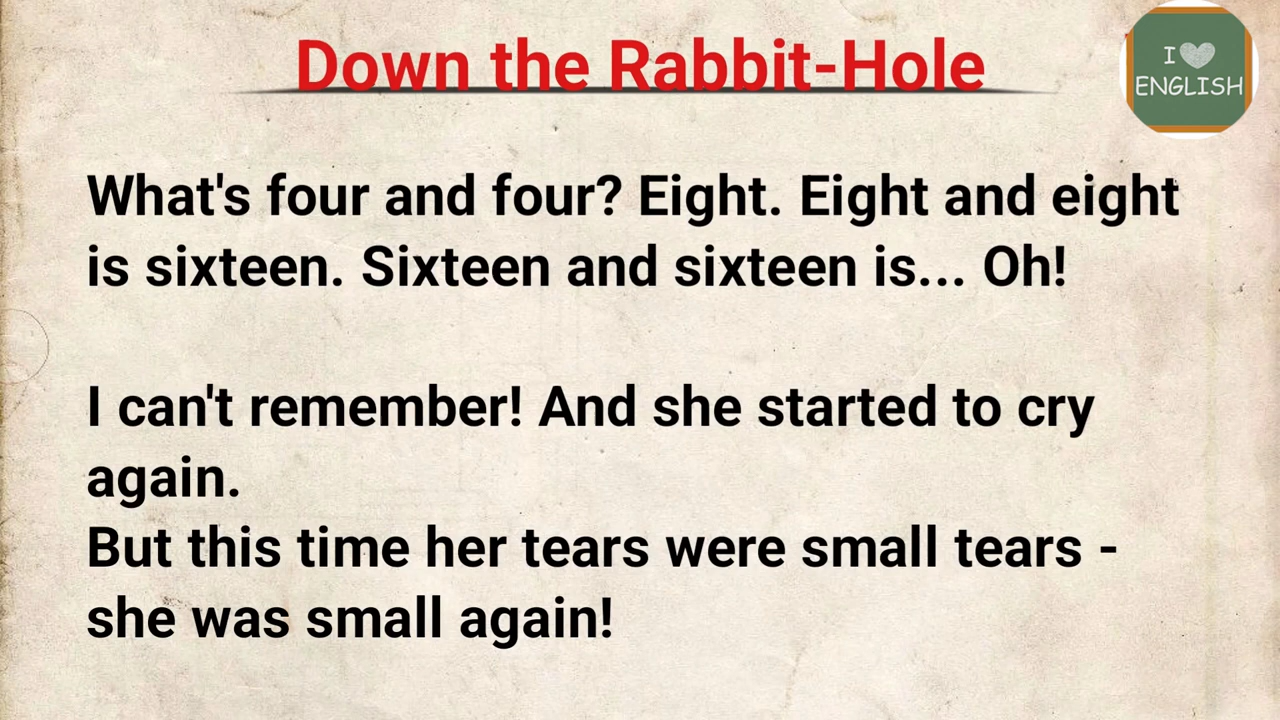 Down the Rabbit-Hole
I
ENGLISH
What's four and four? Eight. Eight and eight
is sixteen. Sixteen and sixteen is... Oh!
I can't remember! And she started to cry
again.
But this time her tears were small tears -
she was small again!